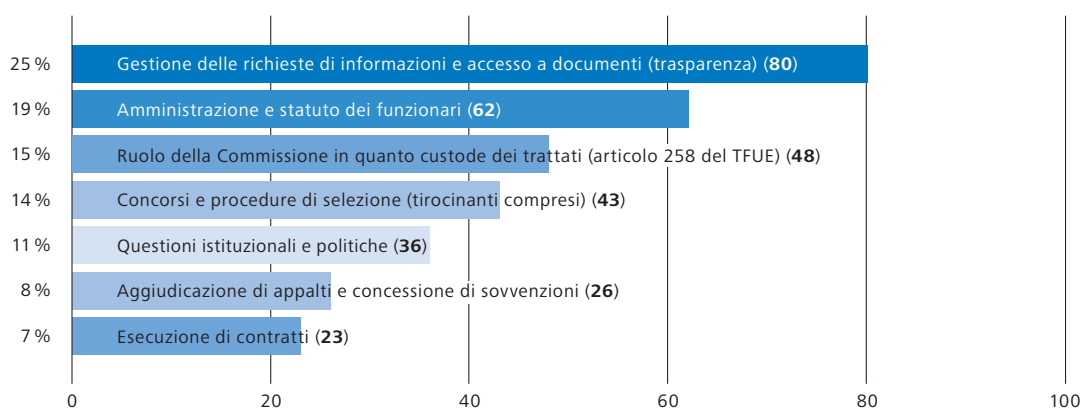 25 % Gestione delle richieste di informazioni e accesso a documenti (trasparenza) (80)
19 % Amministrazione e statuto dei funzionari (62)
15 % Ruolo della Commissione in quanto custode dei trattati (articolo 258 del TFUE) (48)
14 % Concorsi e procedure di selezione (tirocinanti compresi) (43)
11 % Questioni istituzionali e politiche (36)
8 % Aggiudicazione di appalti e concessione di sovvenzioni (26)
7 % Esecuzione di contratti (23)
0 20 40 60 80 100